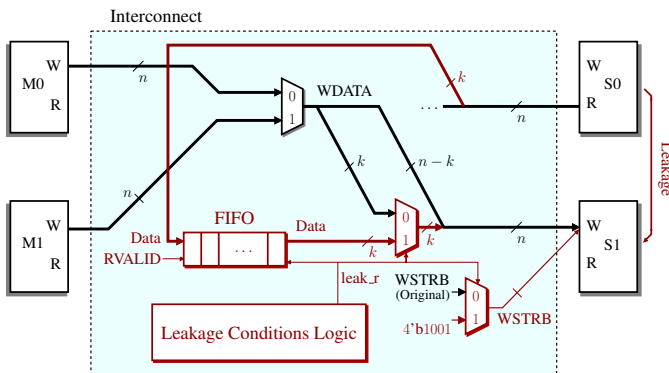 Interconnect
W
M0
R
n
0
1
WDATA
k
...
n
W
S0
R
Leakage
n
k
n − k
W
M1
R
FIFO
Data
...
RVALID
Data
k
0
1
k
n
W
S1
R
leak_r
WSTRB
(Original)
0
1
4'b1001
WSTRB
Leakage Conditions Logic